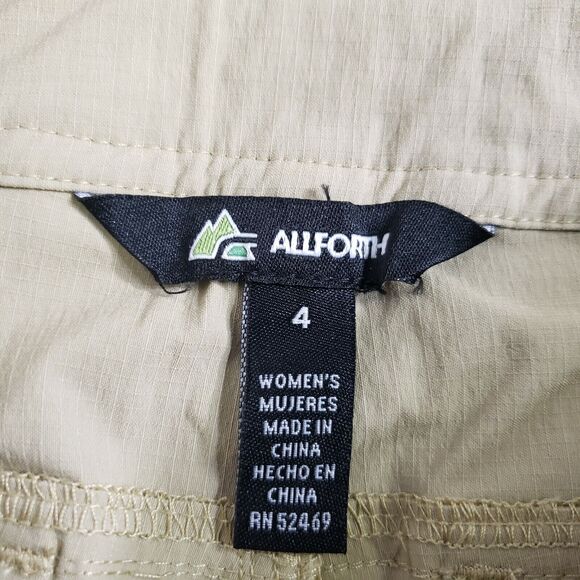 ALLFORTH
4
WOMEN'S
MUJERES
MADE IN
CHINA
HECHO EN
CHINA
RN 52469